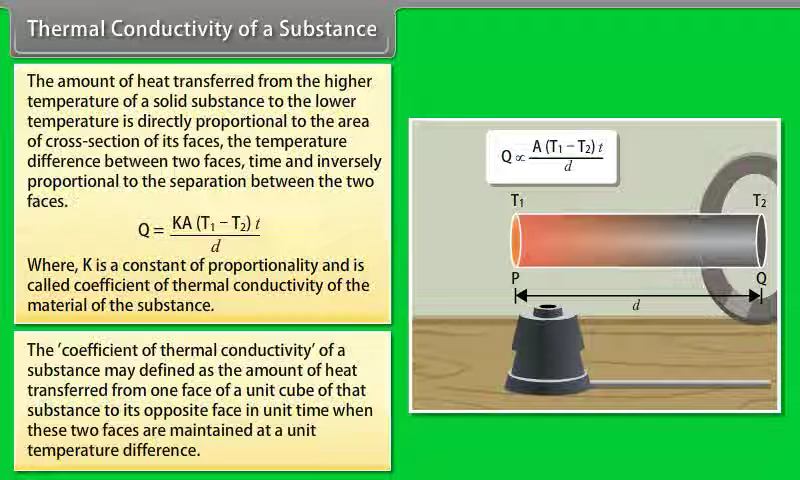 Thermal Conductivity of a Substance
The amount of heat transferred from the higher
temperature of a solid substance to the lower
temperature is directly proportional to the area
of cross-section of its faces, the temperature
difference between two faces, time and inversely
proportional to the separation between the two
faces.
Q = KA (T₁ − T₂) t / d
Where, K is a constant of proportionality and is
called coefficient of thermal conductivity of the
material of the substance.
The 'coefficient of thermal conductivity' of a
substance may defined as the amount of heat
transferred from one face of a unit cube of that
substance to its opposite face in unit time when
these two faces are maintained at a unit
temperature difference.
Q ∝ A (T₁ − T₂) t / d
T₁ T₂
P Q
d